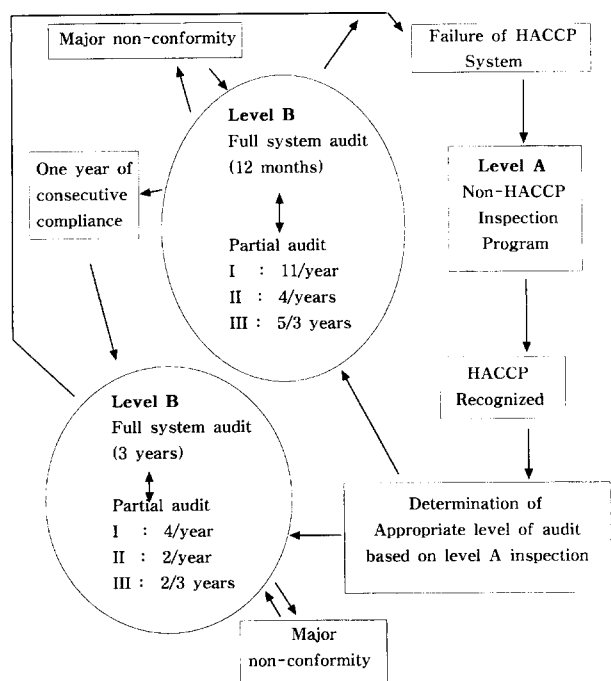 Major non-conformity
Failure of HACCP
System
Level B
Full system audit
(12 months)
Partial audit
I : 11/year
II : 4/years
III : 5/3 years
One year of
consecutive
compliance
Level A
Non-HACCP
Inspection
Program
HACCP
Recognized
Level B
Full system audit
(3 years)
Partial audit
I : 4/year
II : 2/year
III : 2/3 years
Determination of
Appropriate level of audit
based on level A inspection
Major
non-conformity